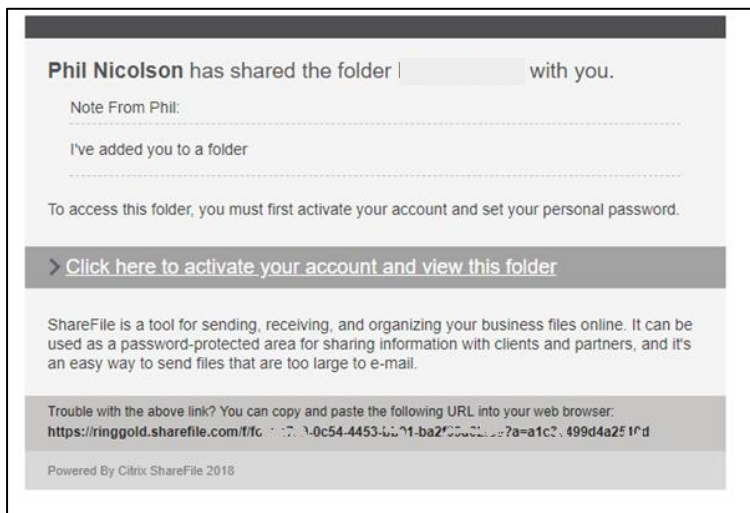 Phil Nicolson has shared the folder with you.
Note From Phil:
I've added you to a folder
To access this folder, you must first activate your account and set your personal password.
> Click here to activate your account and view this folder
ShareFile is a tool for sending, receiving, and organizing your business files online. It can be
used as a password-protected area for sharing information with clients and partners, and it's
an easy way to send files that are too large to e-mail.
Trouble with the above link? You can copy and paste the following URL into your web browser:
Powered By Citrix ShareFile 2018